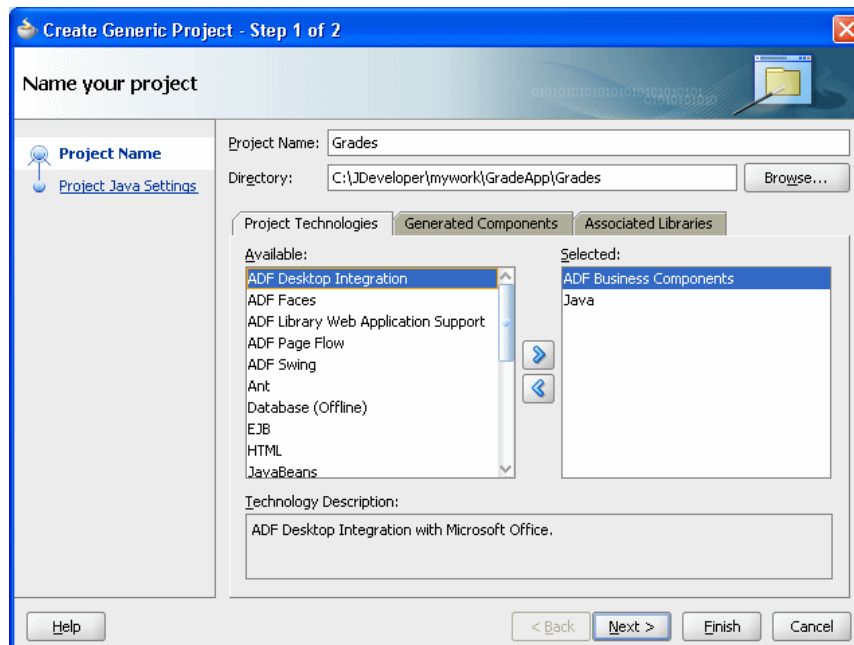 Create Generic Project - Step 1 of 2
Name your project
Project Name
Project Java Settings
Project Name: Grades
Directory: C:\JDeveloper\mywork\GradeApp\Grades Browse...
Project Technologies Generated Components Associated Libraries
Available:
ADF Desktop Integration
ADF Faces
ADF Library Web Application Support
ADF Page Flow
ADF Swing
Ant
Database (Offline)
EJB
HTML
JavaBeans
Selected:
ADF Business Components
Java
Technology Description:
ADF Desktop Integration with Microsoft Office.
Help < Back Next > Finish Cancel